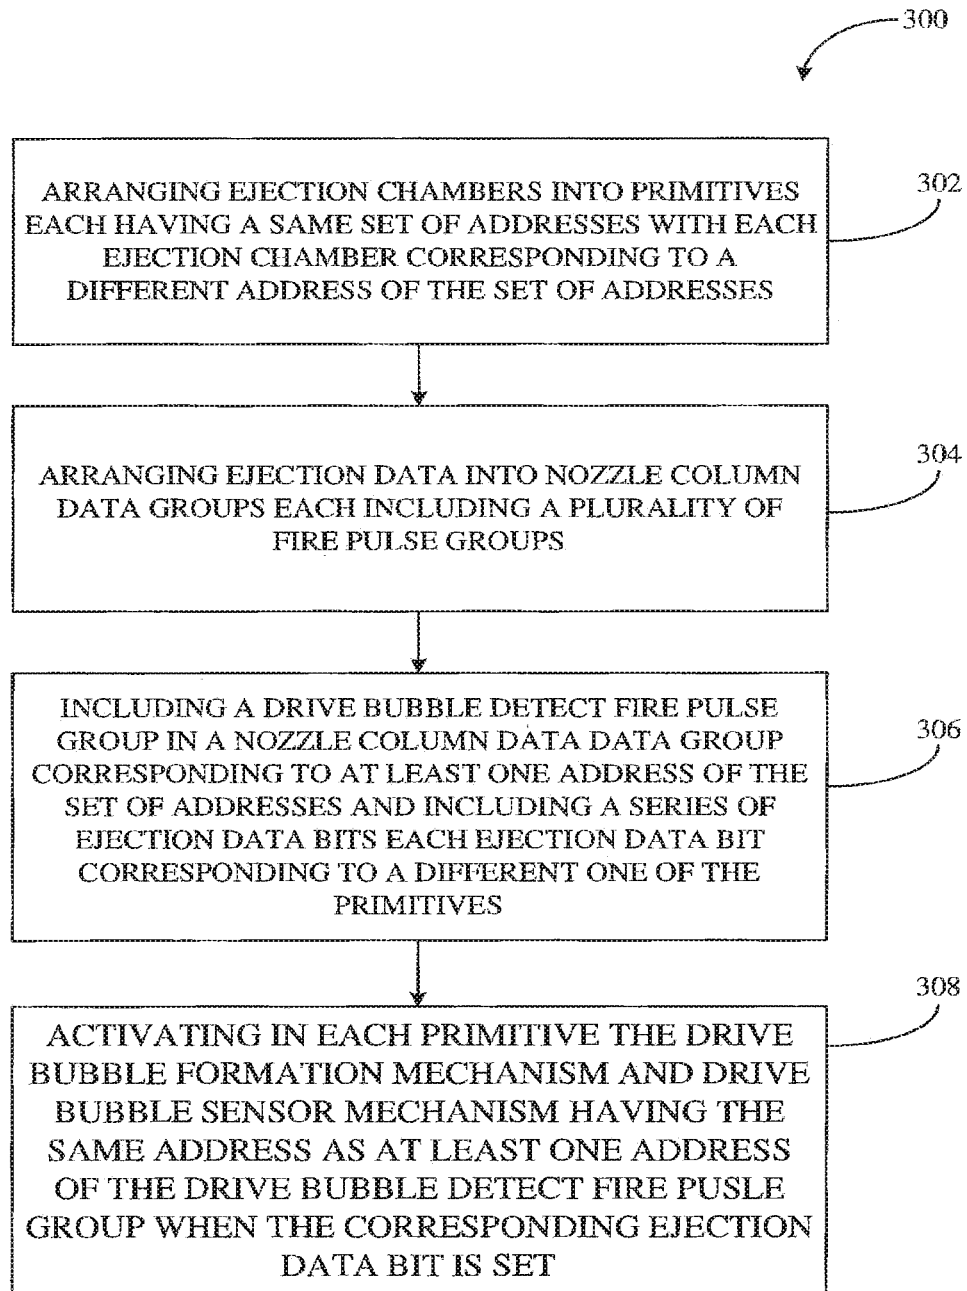 300
ARRANGING EJECTION CHAMBERS INTO PRIMITIVES
EACH HAVING A SAME SET OF ADDRESSES WITH EACH
EJECTION CHAMBER CORRESPONDING TO A
DIFFERENT ADDRESS OF THE SET OF ADDRESSES
302
ARRANGING EJECTION DATA INTO NOZZLE COLUMN
DATA GROUPS EACH INCLUDING A PLURALITY OF
FIRE PULSE GROUPS
304
INCLUDING A DRIVE BUBBLE DETECT FIRE PULSE
GROUP IN A NOZZLE COLUMN DATA DATA GROUP
CORRESPONDING TO AT LEAST ONE ADDRESS OF THE
SET OF ADDRESSES AND INCLUDING A SERIES OF
EJECTION DATA BITS EACH EJECTION DATA BIT
CORRESPONDING TO A DIFFERENT ONE OF THE
PRIMITIVES
306
ACTIVATING IN EACH PRIMITIVE THE DRIVE
BUBBLE FORMATION MECHANISM AND DRIVE
BUBBLE SENSOR MECHANISM HAVING THE
SAME ADDRESS AS AT LEAST ONE ADDRESS
OF THE DRIVE BUBBLE DETECT FIRE PUSLE
GROUP WHEN THE CORRESPONDING EJECTION
DATA BIT IS SET
308